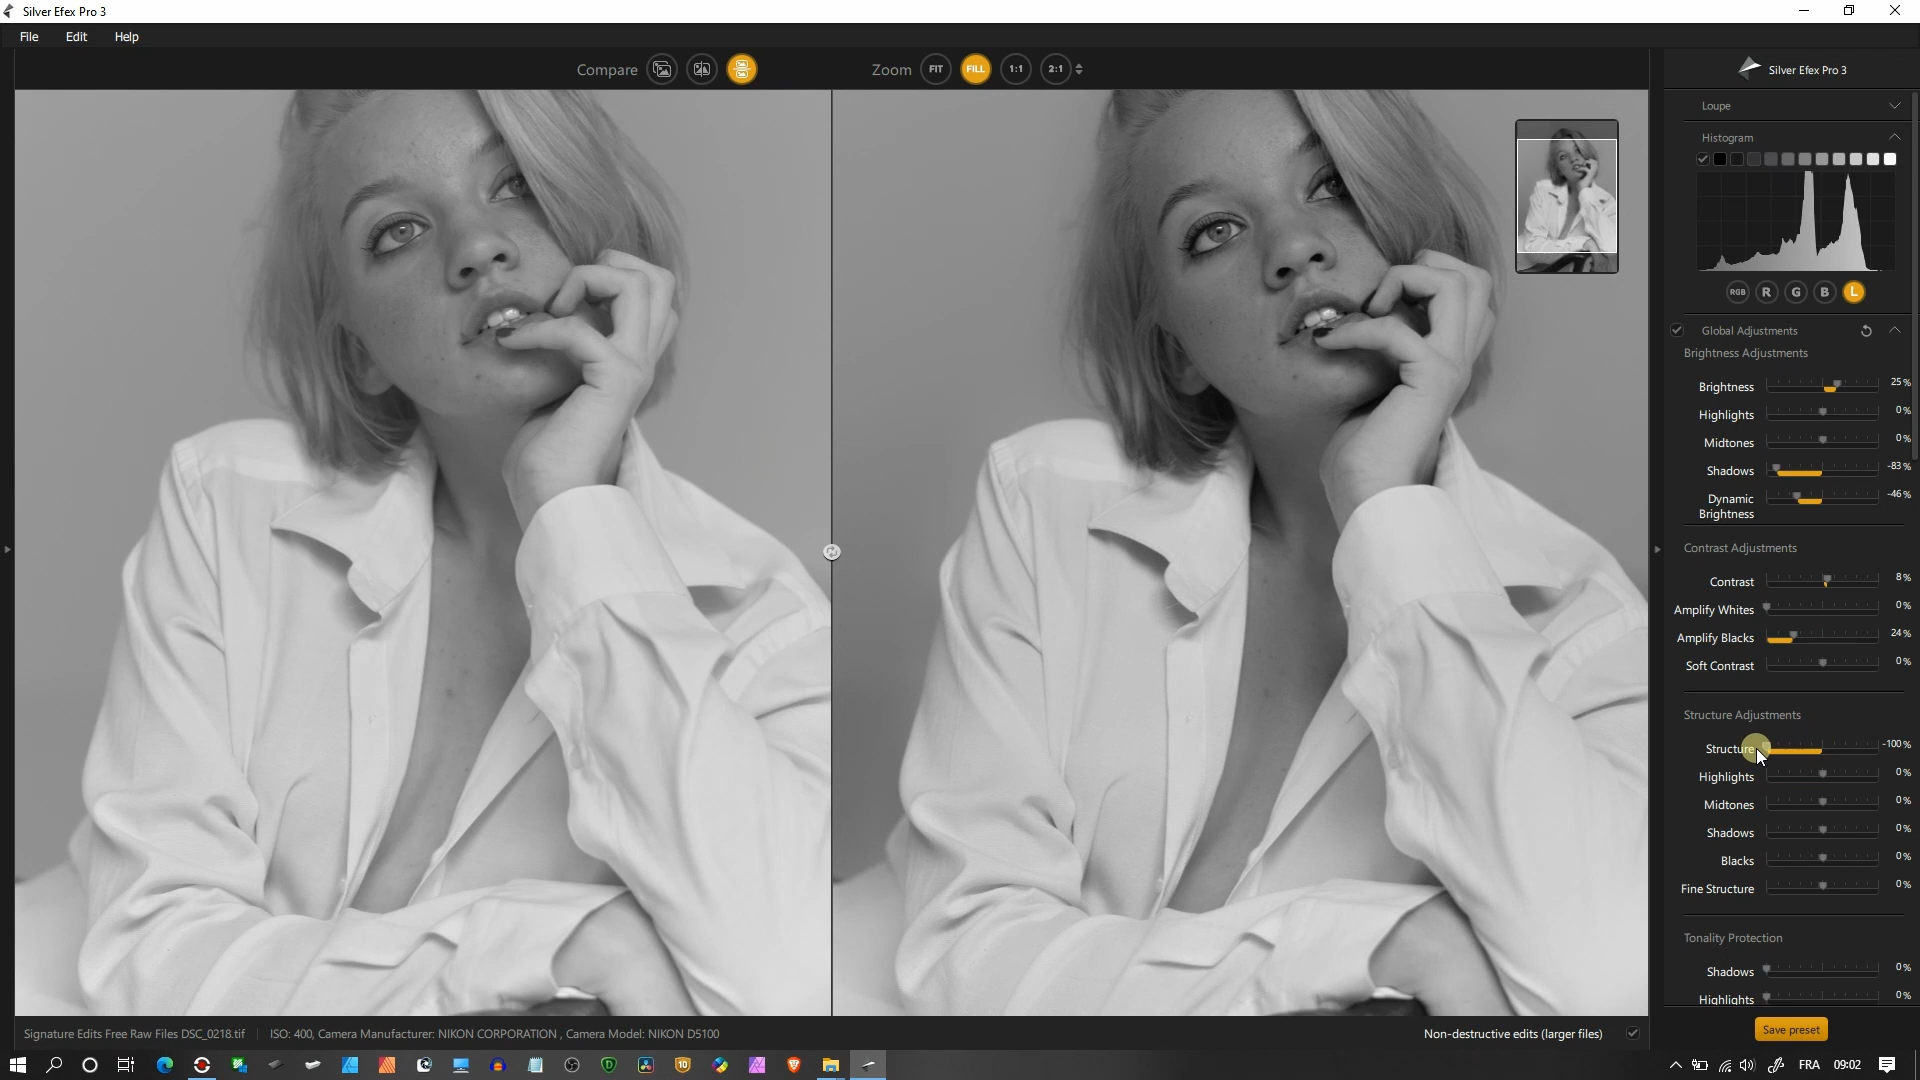 Silver Efex Pro 3
File Edit Help
Compare Zoom FIT FILL 1:1 2:1
Silver Efex Pro 3
Loupe
Histogram
RGB R G B L
Global Adjustments
Brightness Adjustments
Brightness 25%
Highlights 0%
Midtones 0%
Shadows -83%
Dynamic -46%
Brightness
Contrast Adjustments
Contrast 8%
Amplify Whites 0%
Amplify Blacks 24%
Soft Contrast 0%
Structure Adjustments
Structure -100%
Highlights 0%
Midtones 0%
Shadows 0%
Blacks 0%
Fine Structure 0%
Tonality Protection
Shadows 0%
Highlights 0%
Signature Edits Free Raw Files DSC_0218.tif ISO: 400, Camera Manufacturer: NIKON CORPORATION , Camera Model: NIKON D5100 Non-destructive edits (larger files) Save preset
10 FRA 09:02